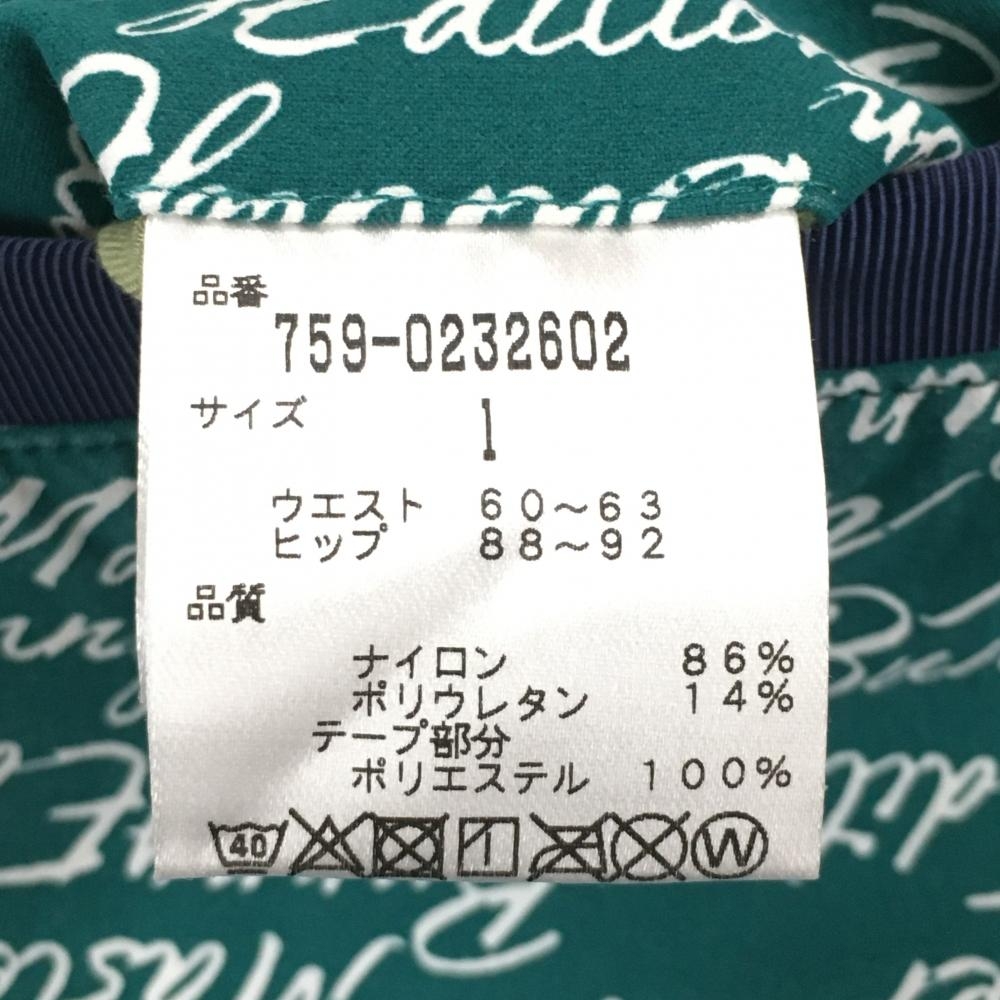 品番
759-0232602
サイズ 1
ウエスト 60～63
ヒップ 88～92
品質
ナイロン 86%
ポリウレタン 14%
テープ部分
ポリエステル 100%
40 W